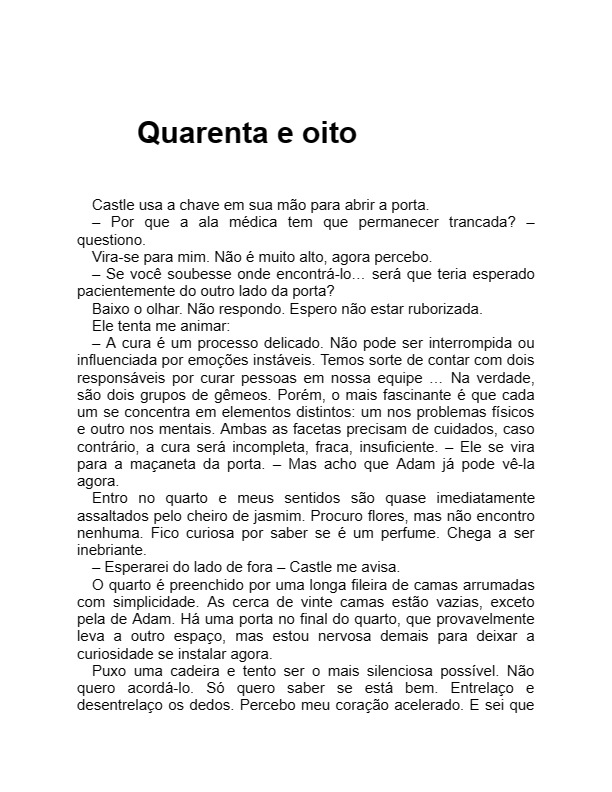 Quarenta e oito
Castle usa a chave em sua mão para abrir a porta.
– Por que a ala médica tem que permanecer trancada? –
questiono.
Vira-se para mim. Não é muito alto, agora percebo.
– Se você soubesse onde encontrá-lo… será que teria esperado
pacientemente do outro lado da porta?
Baixo o olhar. Não respondo. Espero não estar ruborizada.
Ele tenta me animar:
– A cura é um processo delicado. Não pode ser interrompida ou
influenciada por emoções instáveis. Temos sorte de contar com dois
responsáveis por curar pessoas em nossa equipe … Na verdade,
são dois grupos de gêmeos. Porém, o mais fascinante é que cada
um se concentra em elementos distintos: um nos problemas físicos
e outro nos mentais. Ambas as facetas precisam de cuidados, caso
contrário, a cura será incompleta, fraca, insuficiente. – Ele se vira
para a maçaneta da porta. – Mas acho que Adam já pode vê-la
agora.
Entro no quarto e meus sentidos são quase imediatamente
assaltados pelo cheiro de jasmim. Procuro flores, mas não encontro
nenhuma. Fico curiosa por saber se é um perfume. Chega a ser
inebriante.
– Esperarei do lado de fora – Castle me avisa.
O quarto é preenchido por uma longa fileira de camas arrumadas
com simplicidade. As cerca de vinte camas estão vazias, exceto
pela de Adam. Há uma porta no final do quarto, que provavelmente
leva a outro espaço, mas estou nervosa demais para deixar a
curiosidade se instalar agora.
Puxo uma cadeira e tento ser o mais silenciosa possível. Não
quero acordá-lo. Só quero saber se está bem. Entrelaço e
desentrelaço os dedos. Percebo meu coração acelerado. E sei que